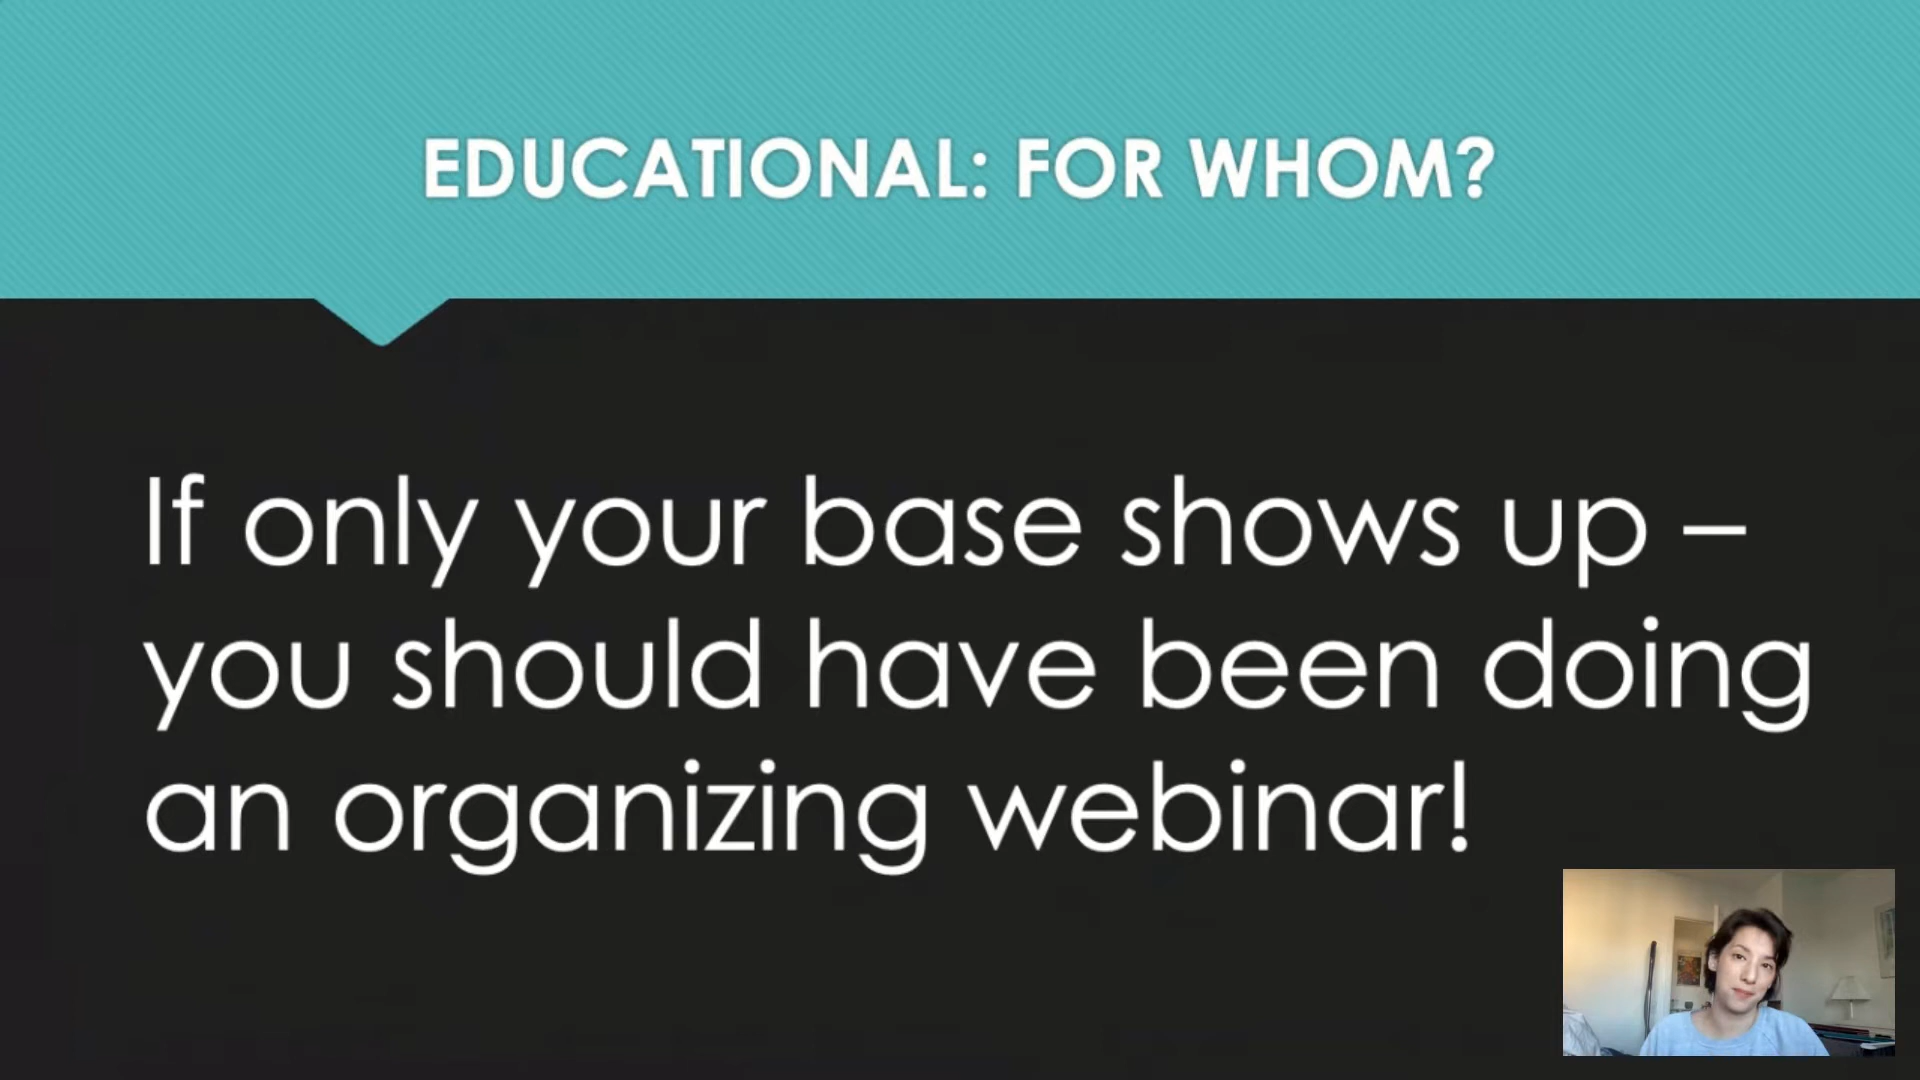 EDUCATIONAL: FOR WHOM?
If only your base shows up –
you should have been doing
an organizing webinar!